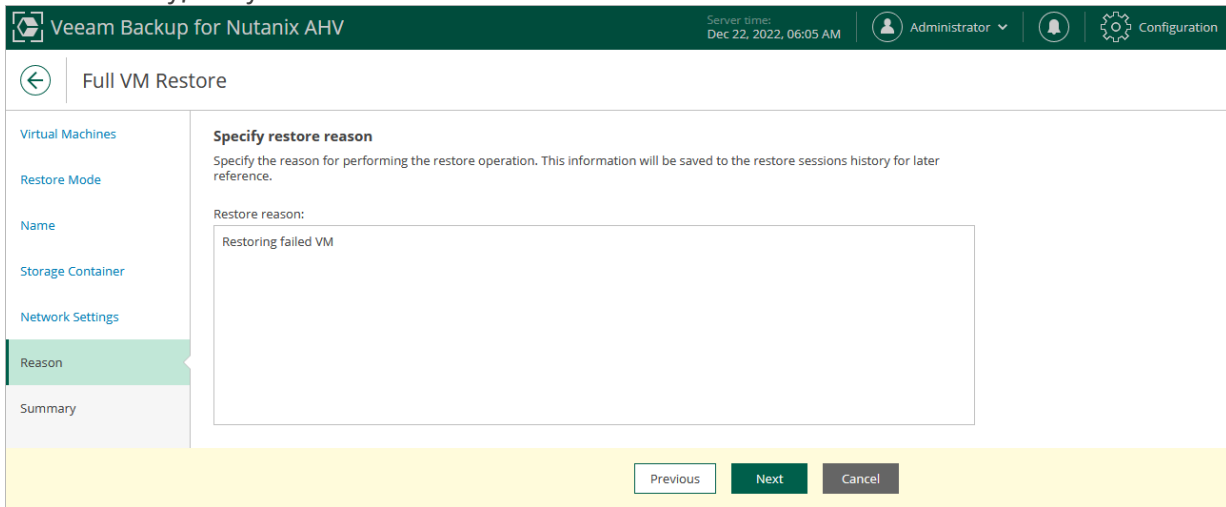 Veeam Backup for Nutanix AHV
Server time:
Dec 22, 2022, 06:05 AM
Administrator
Configuration
Full VM Restore
Virtual Machines
Restore Mode
Name
Storage Container
Network Settings
Reason
Summary
Specify restore reason
Specify the reason for performing the restore operation. This information will be saved to the restore sessions history for later
reference.
Restore reason:
Restoring failed VM
Previous
Next
Cancel